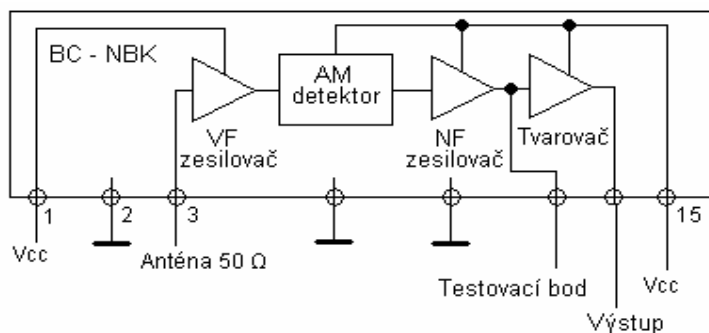 BC - NBK
AM
detektor
VF
zesilovač
NF
zesilovač
Tvarovač
1
2
3
15
Vcc
Anténa 50 Ω
Testovací bod
Vcc
Výstup